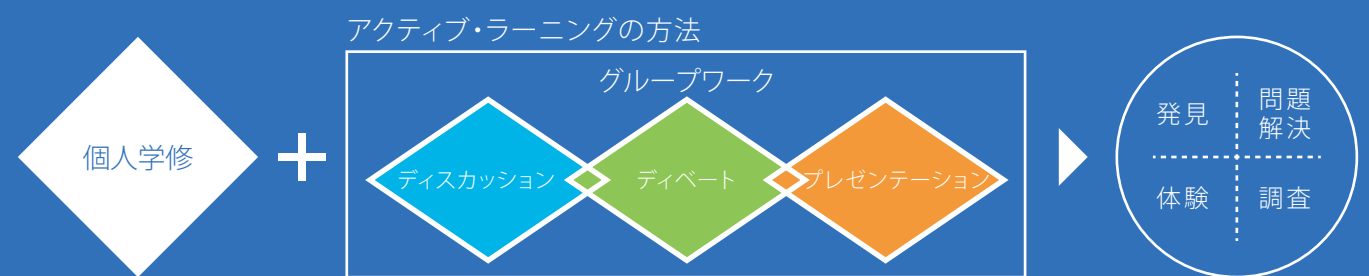 アクティブ・ラーニングの方法
グループワーク
個人学修
+
ディスカッション
ディベート
プレゼンテーション
発見
問題
解決
体験
調査